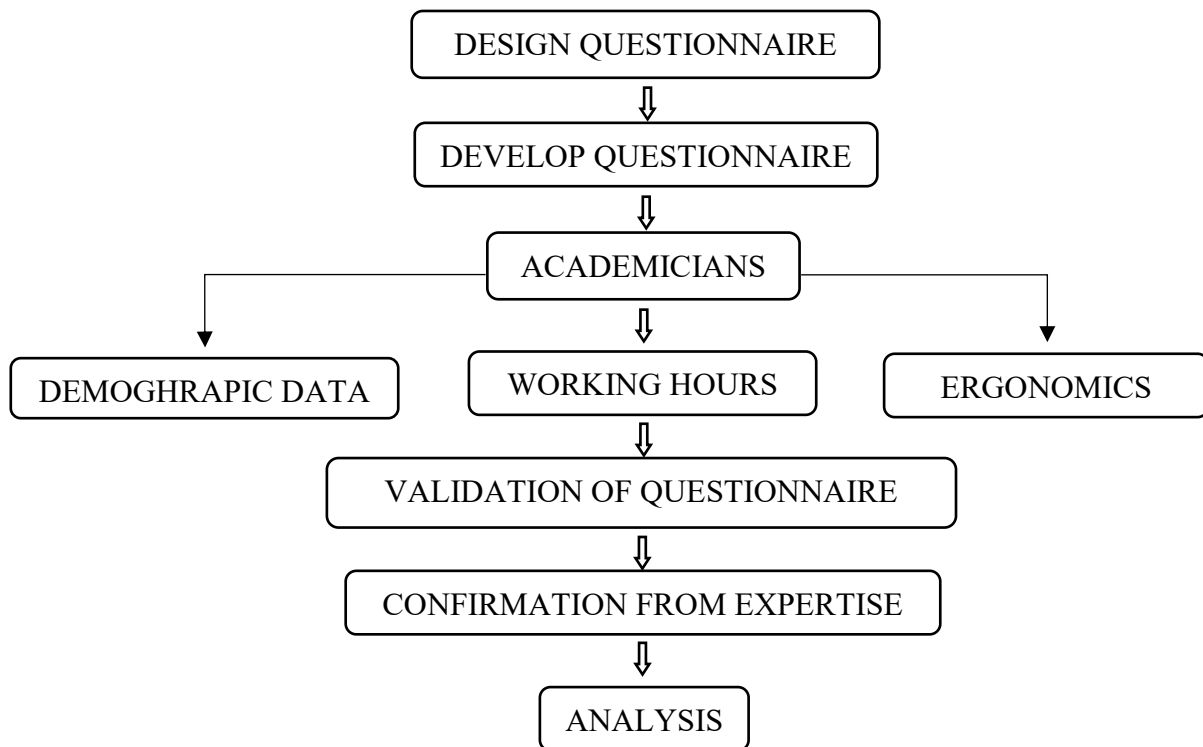 DESIGN QUESTIONNAIRE
DEVELOP QUESTIONNAIRE
ACADEMICIANS
DEMOGHRAPIC DATA
WORKING HOURS
ERGONOMICS
VALIDATION OF QUESTIONNAIRE
CONFIRMATION FROM EXPERTISE
ANALYSIS